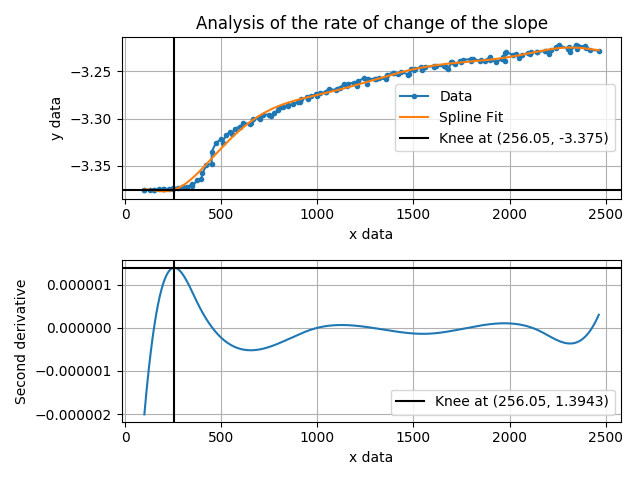 Analysis of the rate of change of the slope
−3.25
−3.30
−3.35
y data
Data
Spline Fit
Knee at (256.05, -3.375)
0
500
1000
1500
2000
2500
x data
0.000001
0.000000
−0.000001
−0.000002
Second derivative
Knee at (256.05, 1.3943)
0
500
1000
1500
2000
2500
x data